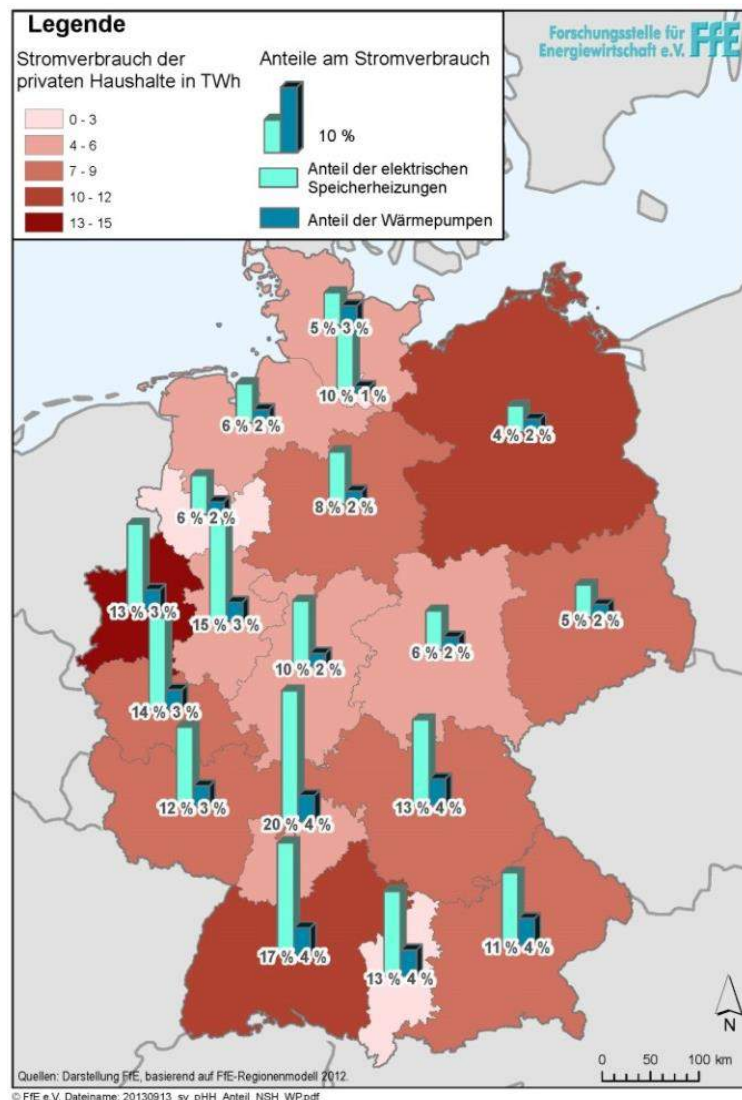 Legende
Stromverbrauch der
privaten Haushalte in TWh
0 - 3
4 - 6
7 - 9
10 - 12
13 - 15
Anteile am Stromverbrauch
10 %
Anteil der elektrischen
Speicherheizungen
Anteil der Wärmepumpen
Forschungsstelle für
Energiewirtschaft e.V. FfE
5 % 3 %
10 % 1 %
6 % 2 %
4 % 2 %
8 % 2 %
6 % 2 %
13 % 3 %
15 % 3 %
5 % 2 %
6 % 2 %
10 % 2 %
14 % 3 %
12 % 3 %
20 % 4 %
13 % 4 %
17 % 4 %
13 % 4 %
11 % 4 %
N
0 50 100 km
Quellen: Darstellung FfE, basierend auf FfE-Regionenmodell 2012.
© FfE e.V. Dateiname: 20130913_sv_pHH_Anteil_NSH_WP.pdf